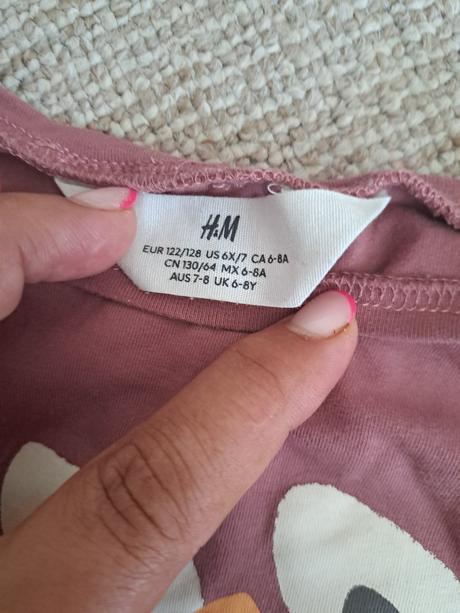 H&M
EUR 122/128 US 6X/7 CA 6-8A
CN 130/64 MX 6-8A
AUS 7-8 UK 6-8Y